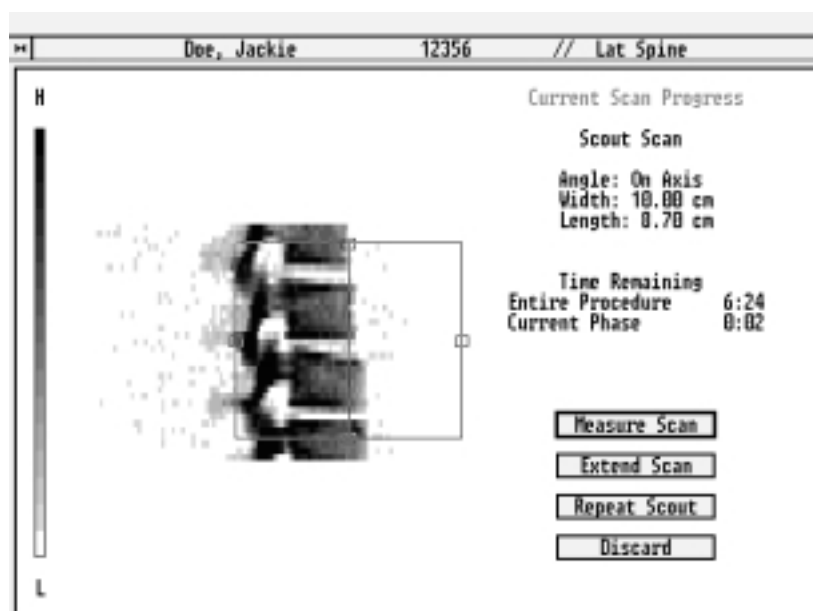 Doe, Jackie 12356 // Lat Spine
H
Current Scan Progress
Scout Scan
Angle: On Axis
Width: 10.00 cm
Length: 8.70 cm
Time Remaining
Entire Procedure 6:24
Current Phase 0:02
Measure Scan
Extend Scan
Repeat Scout
Discard
L